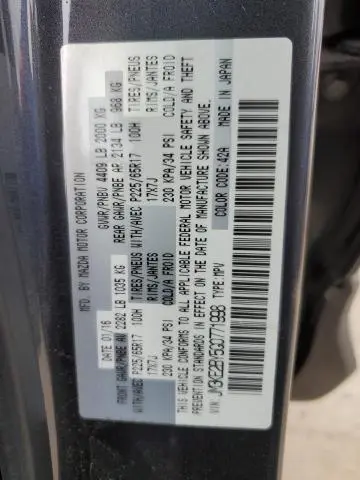 MFD. BY MAZDA MOTOR CORPORATION
DATE 01/16 GVWR/PNBV 4409 LB 2000 KG
FRONT GAWR/PNBE AV 2282 LB 1035 KG REAR GAWR/PNBE AR 2134 LB 968 KG
WITH/AVEC P225/65R17 100H TIRES/PNEUS WITH/AVEC P225/65R17 100H TIRES/PNEUS
17X7J RIMS/JANTES 17X7J RIMS/JANTES
230 KPA/34 PSI COLD/A FROID 230 KPA/34 PSI COLD/A FROID
THIS VEHICLE CONFORMS TO ALL APPLICABLE FEDERAL MOTOR VEHICLE SAFETY AND THEFT
PREVENTION STANDARDS IN EFFECT ON THE DATE OF MANUFACTURE SHOWN ABOVE.
VIN: TYPE:MPV COLOR CODE:42A MADE IN JAPAN